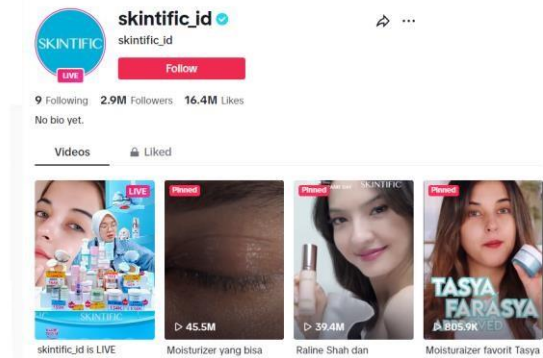 skintific_id
SKINTIFIC
skintific_id
LIVE
Follow
9 Following 2.9M Followers 16.4M Likes
No bio yet.
Videos Liked
LIVE
SKINTIFIC
skintific_id is LIVE
Pinned
45.5M
Moisturizer yang bisa
Pinned
SKINTIFIC
39.4M
Raline Shah dan
Pinned
TASYA
FARASYA
805.9K
Moisturaizer favorit Tasya